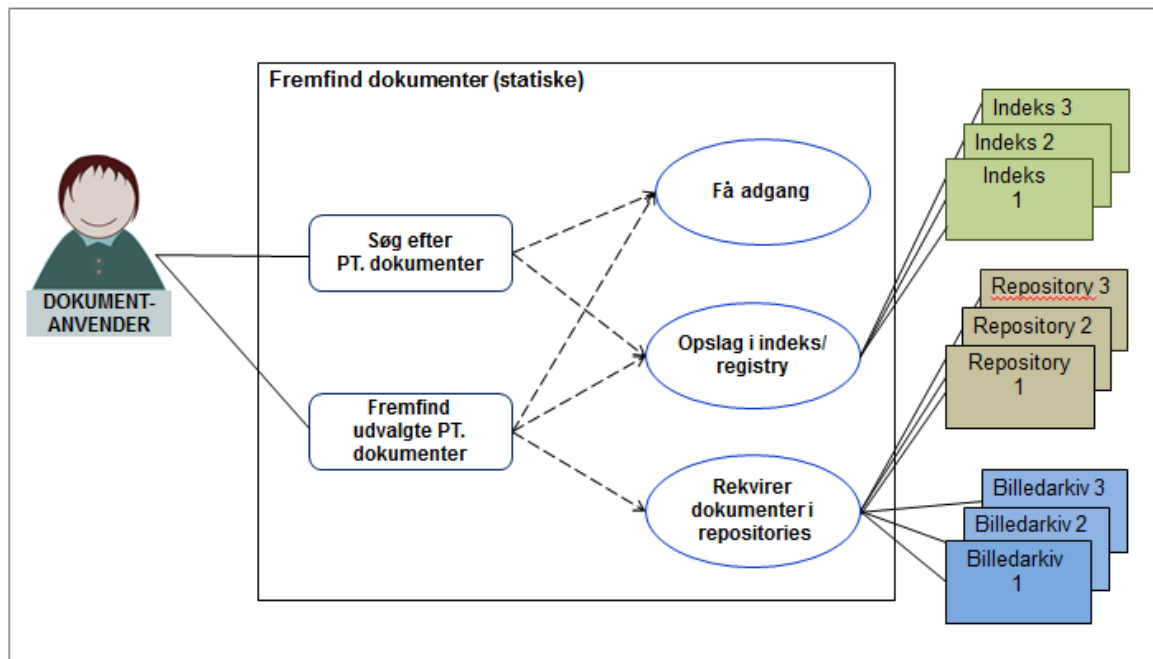 Fremfind dokumenter (statiske)
DOKUMENT-
ANVENDER
Søg efter
PT. dokumenter
Fremfind
udvalgte PT.
dokumenter
Få adgang
Opslag i indeks/
registry
Rekvirer
dokumenter i
repositories
Indeks 3
Indeks 2
Indeks
1
Repository 3
Repository 2
Repository
1
Billedarkiv 3
Billedarkiv 2
Billedarkiv
1